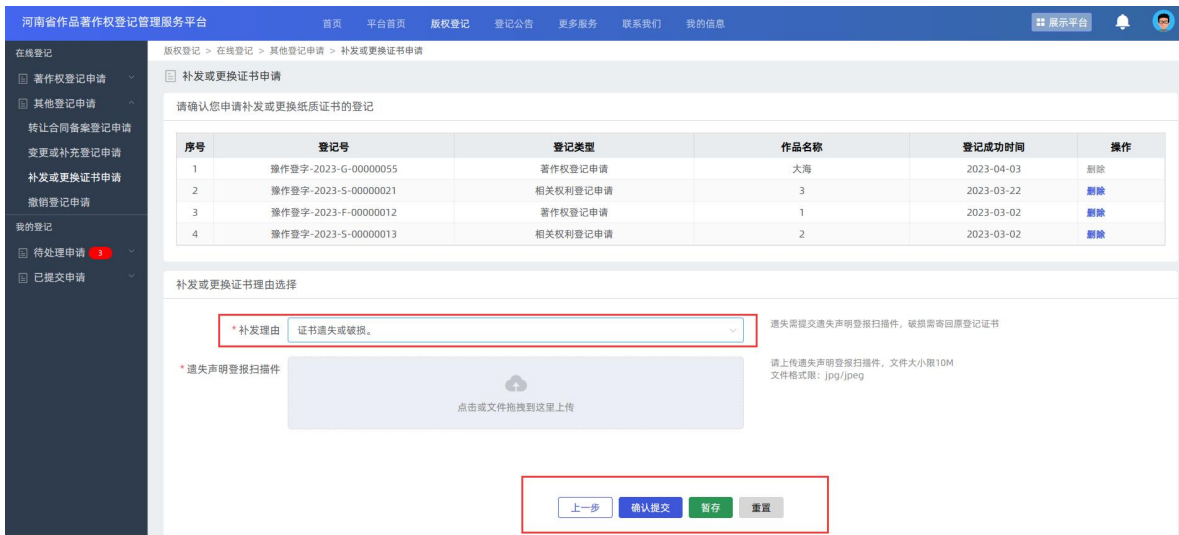 河南省作品著作权登记管理服务平台 首页 平台首页 版权登记 登记公告 更多服务 联系我们 我的信息 展示平台
在线登记
著作权登记申请
其他登记申请
转让合同备案登记申请
变更或补充登记申请
补发或更换证书申请
撤销登记申请
我的登记
待处理申请 3
已提交申请
版权登记 > 在线登记 > 其他登记申请 > 补发或更换证书申请
补发或更换证书申请
请确认您申请补发或更换纸质证书的登记
序号 登记号 登记类型 作品名称 登记成功时间 操作
1 豫作登字-2023-G-00000055 著作权登记申请 大海 2023-04-03 删除
2 豫作登字-2023-S-00000021 相关权利登记申请 3 2023-03-22 删除
3 豫作登字-2023-F-00000012 著作权登记申请 1 2023-03-02 删除
4 豫作登字-2023-S-00000013 相关权利登记申请 2 2023-03-02 删除
补发或更换证书理由选择
*补发理由 证书遗失或破损。 遗失需提交遗失声明登报扫描件，破损需寄回原登记证书
*遗失声明登报扫描件 点击或文件拖拽到这里上传
请上传遗失声明登报扫描件，文件大小限10M
文件格式限：jpg/jpeg
上一步 确认提交 暂存 重置